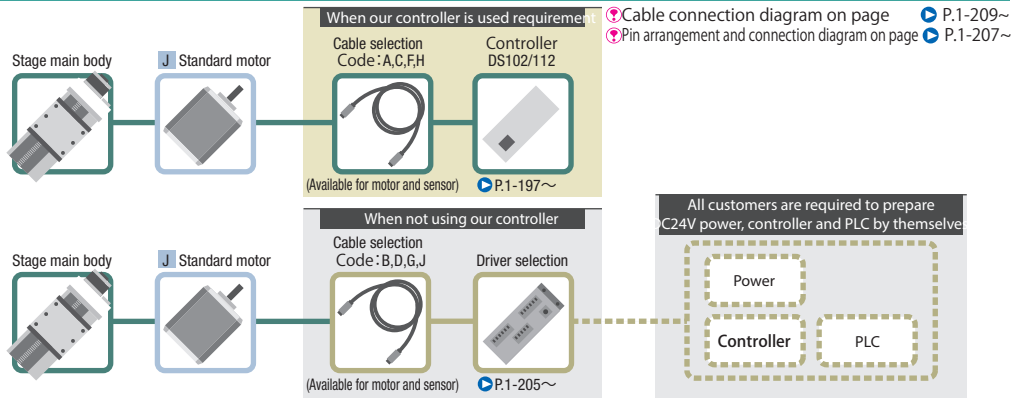 When our controller is used requirement
Cable connection diagram on page P.1-209~
Pin arrangement and connection diagram on page P.1-207~
Stage main body
J Standard motor
Cable selection
Code:A,C,F,H
Controller
DS102/112
(Available for motor and sensor)
P.1-197～
When not using our controller
All customers are required to prepare
DC24V power, controller and PLC by themselves
Stage main body
J Standard motor
Cable selection
Code:B,D,G,J
Driver selection
(Available for motor and sensor)
P.1-205～
Power
Controller
PLC